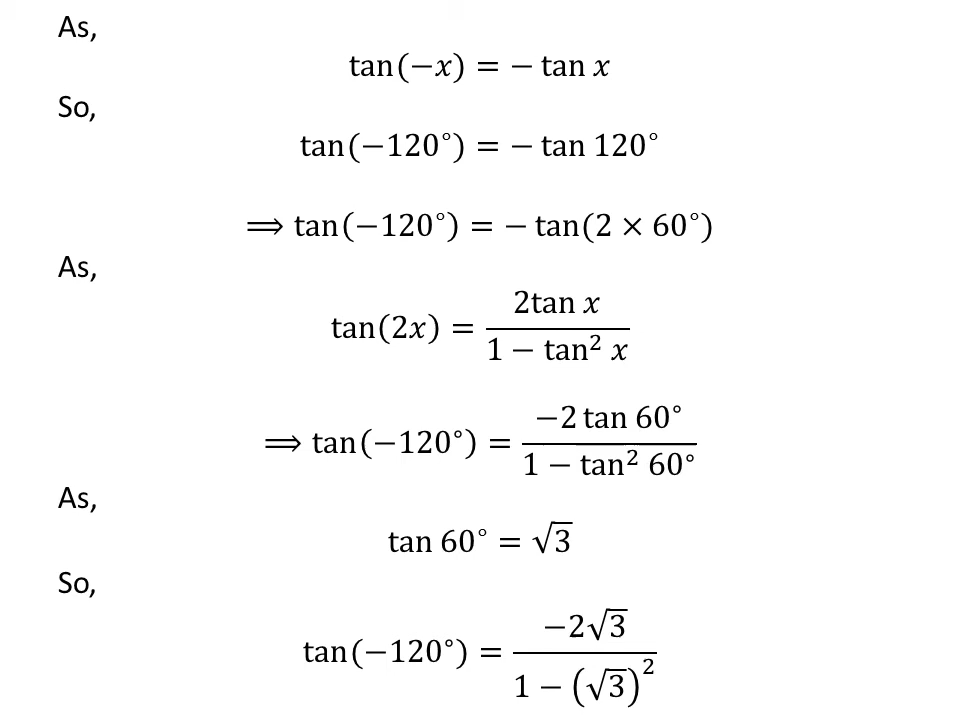 As,
tan(−x) = − tan x
So,
tan(−120°) = − tan 120°
⟹ tan(−120°) = − tan(2 × 60°)
As,
tan(2x) = 2tan x / 1 − tan² x
⟹ tan(−120°) = −2 tan 60° / 1 − tan² 60°
As,
tan 60° = √3
So,
tan(−120°) = −2√3 / 1 − (√3)²